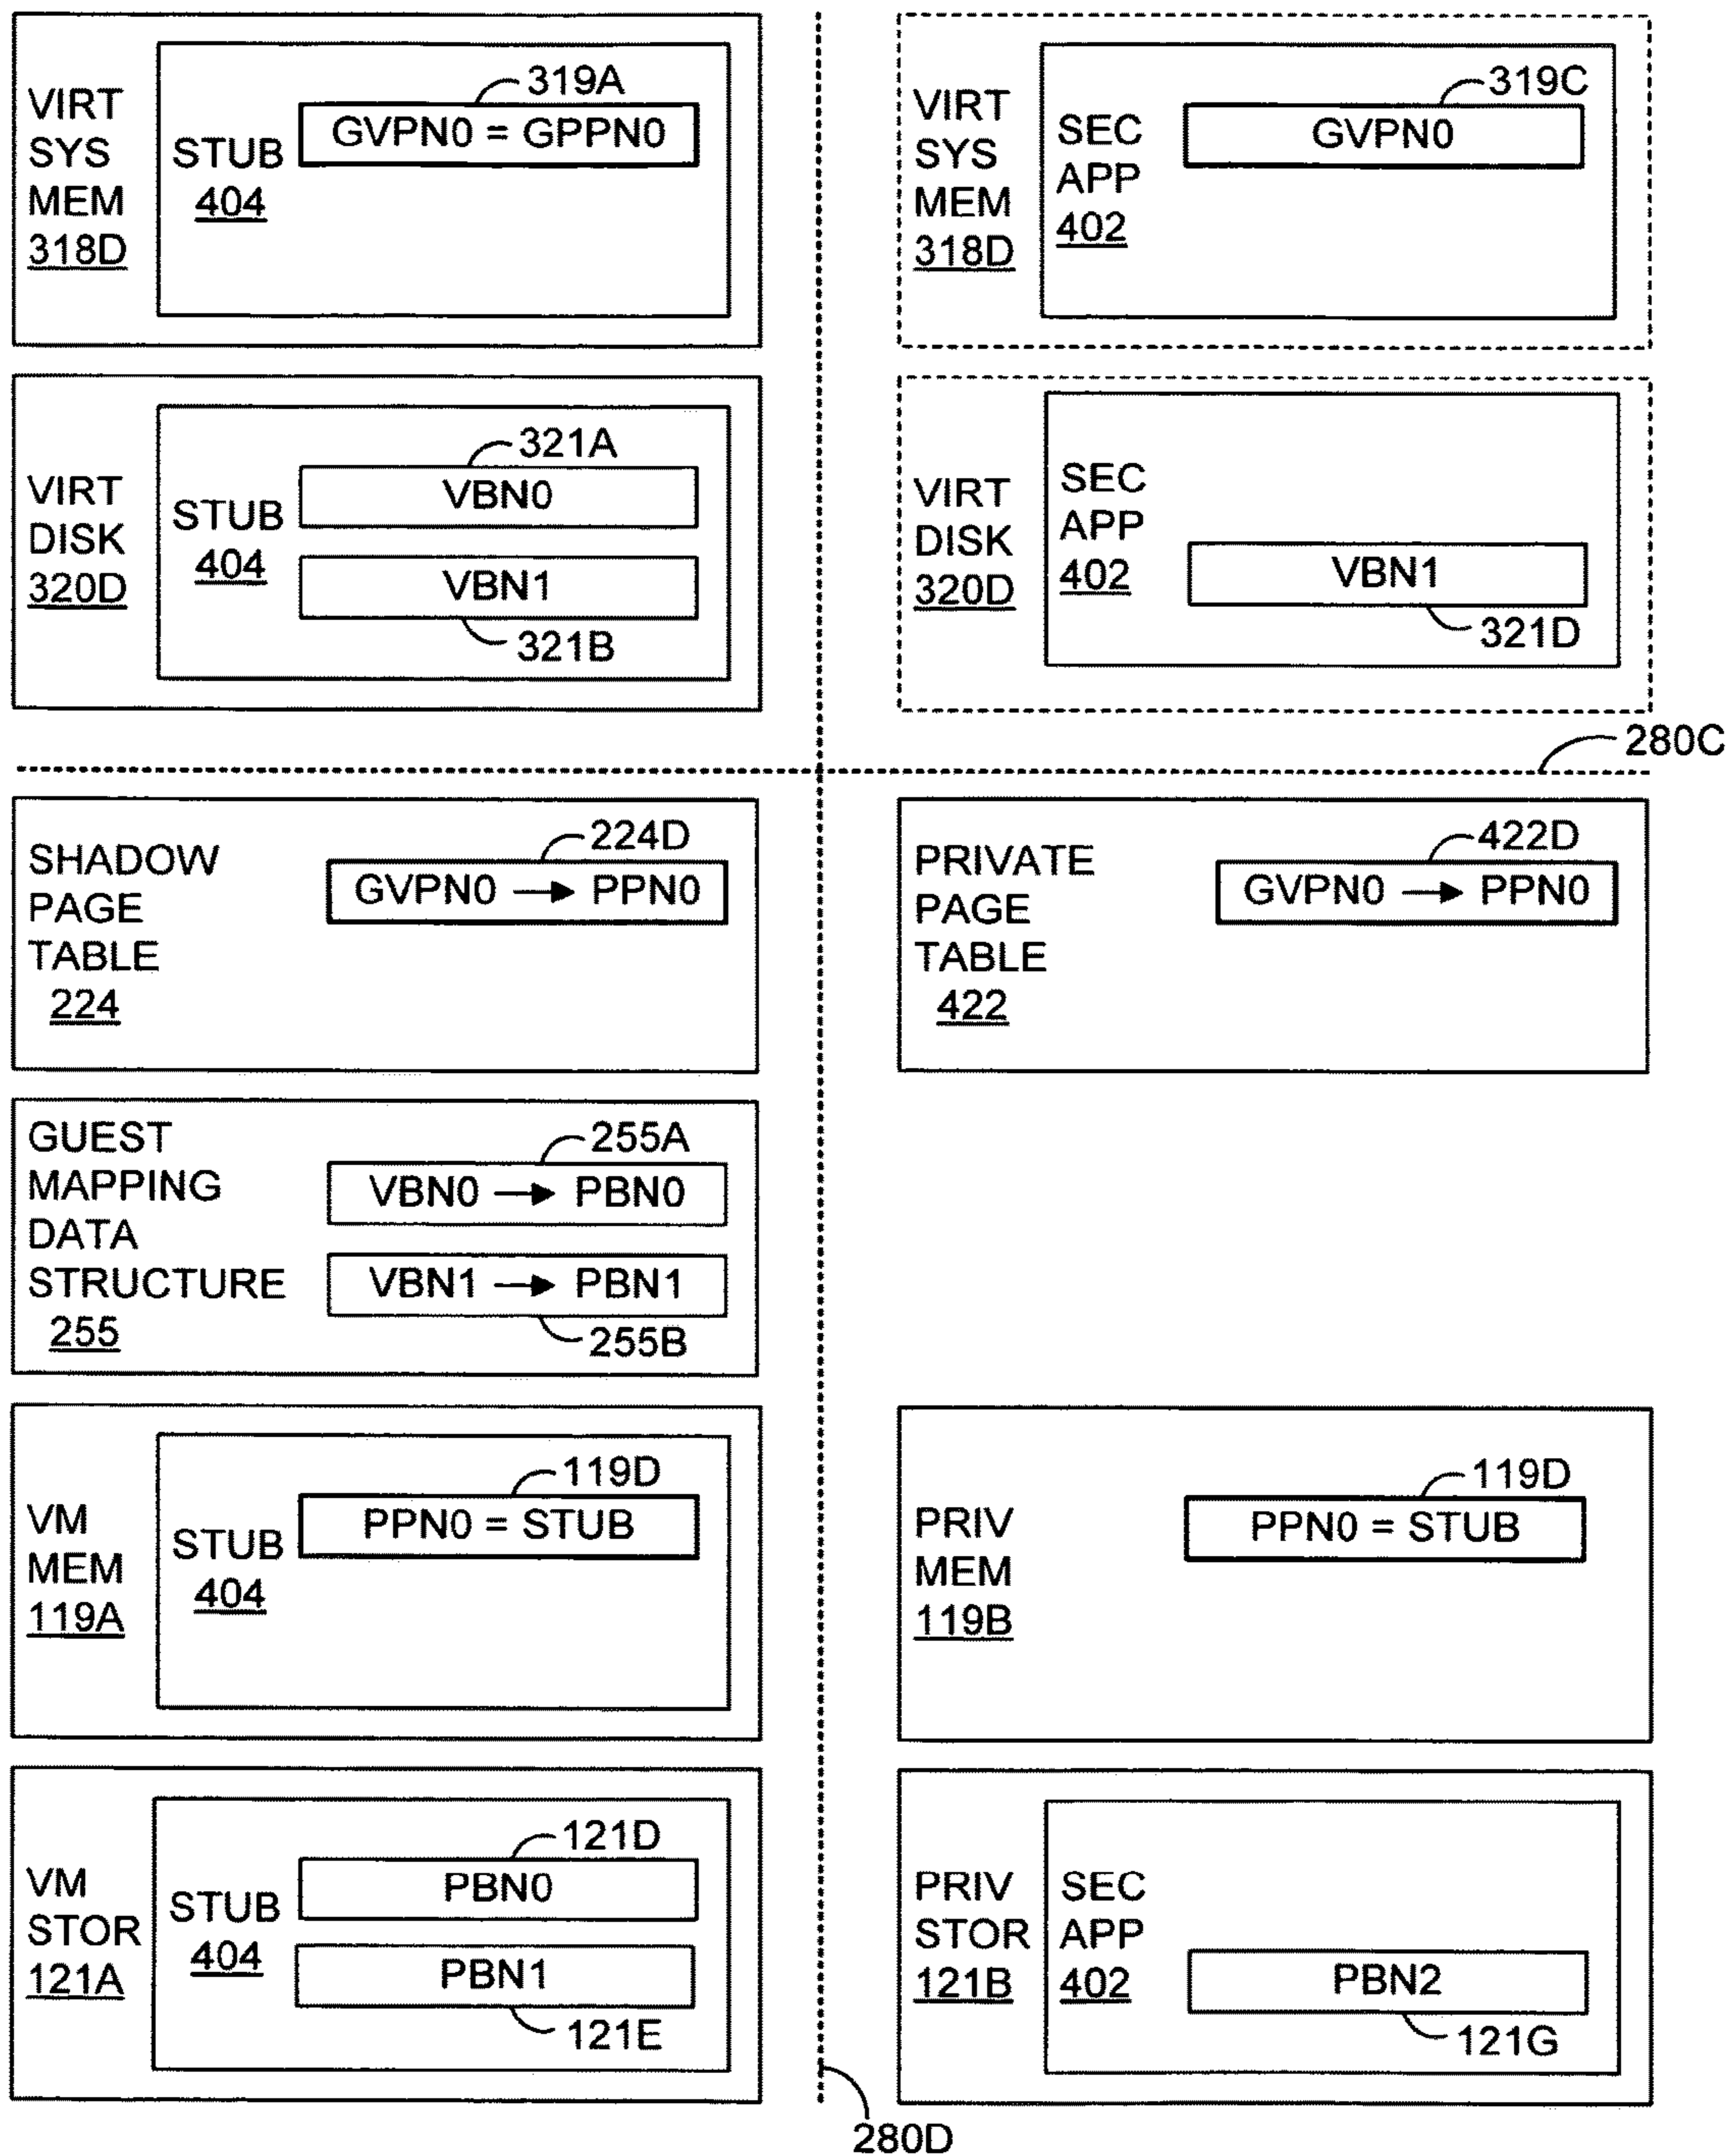 VIRT
SYS
MEM
318D
STUB
404
319A
GVPN0 = GPPN0
VIRT
SYS
MEM
318D
SEC
APP
402
319C
GVPN0
VIRT
DISK
320D
STUB
404
321A
VBN0
VBN1
321B
VIRT
DISK
320D
SEC
APP
402
VBN1
321D
280C
SHADOW
PAGE
TABLE
224
224D
GVPN0 → PPN0
PRIVATE
PAGE
TABLE
422
422D
GVPN0 → PPN0
GUEST
MAPPING
DATA
STRUCTURE
255
255A
VBN0 → PBN0
VBN1 → PBN1
255B
VM
MEM
119A
STUB
404
119D
PPN0 = STUB
PRIV
MEM
119B
119D
PPN0 = STUB
VM
STOR
121A
STUB
404
121D
PBN0
PBN1
121E
PRIV
STOR
121B
SEC
APP
402
PBN2
121G
280D